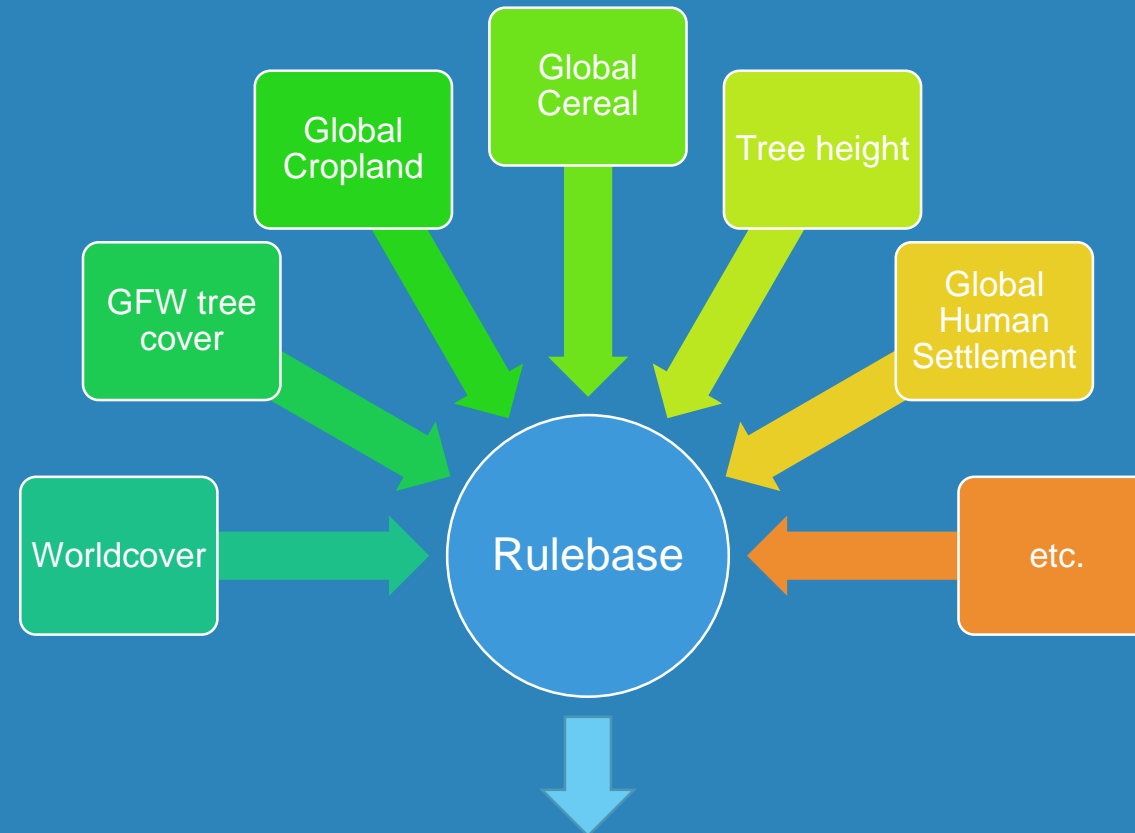 Global
Cereal
Global
Cropland
Tree height
GFW tree
cover
Global
Human
Settlement
Worldcover
Rulebase
etc.